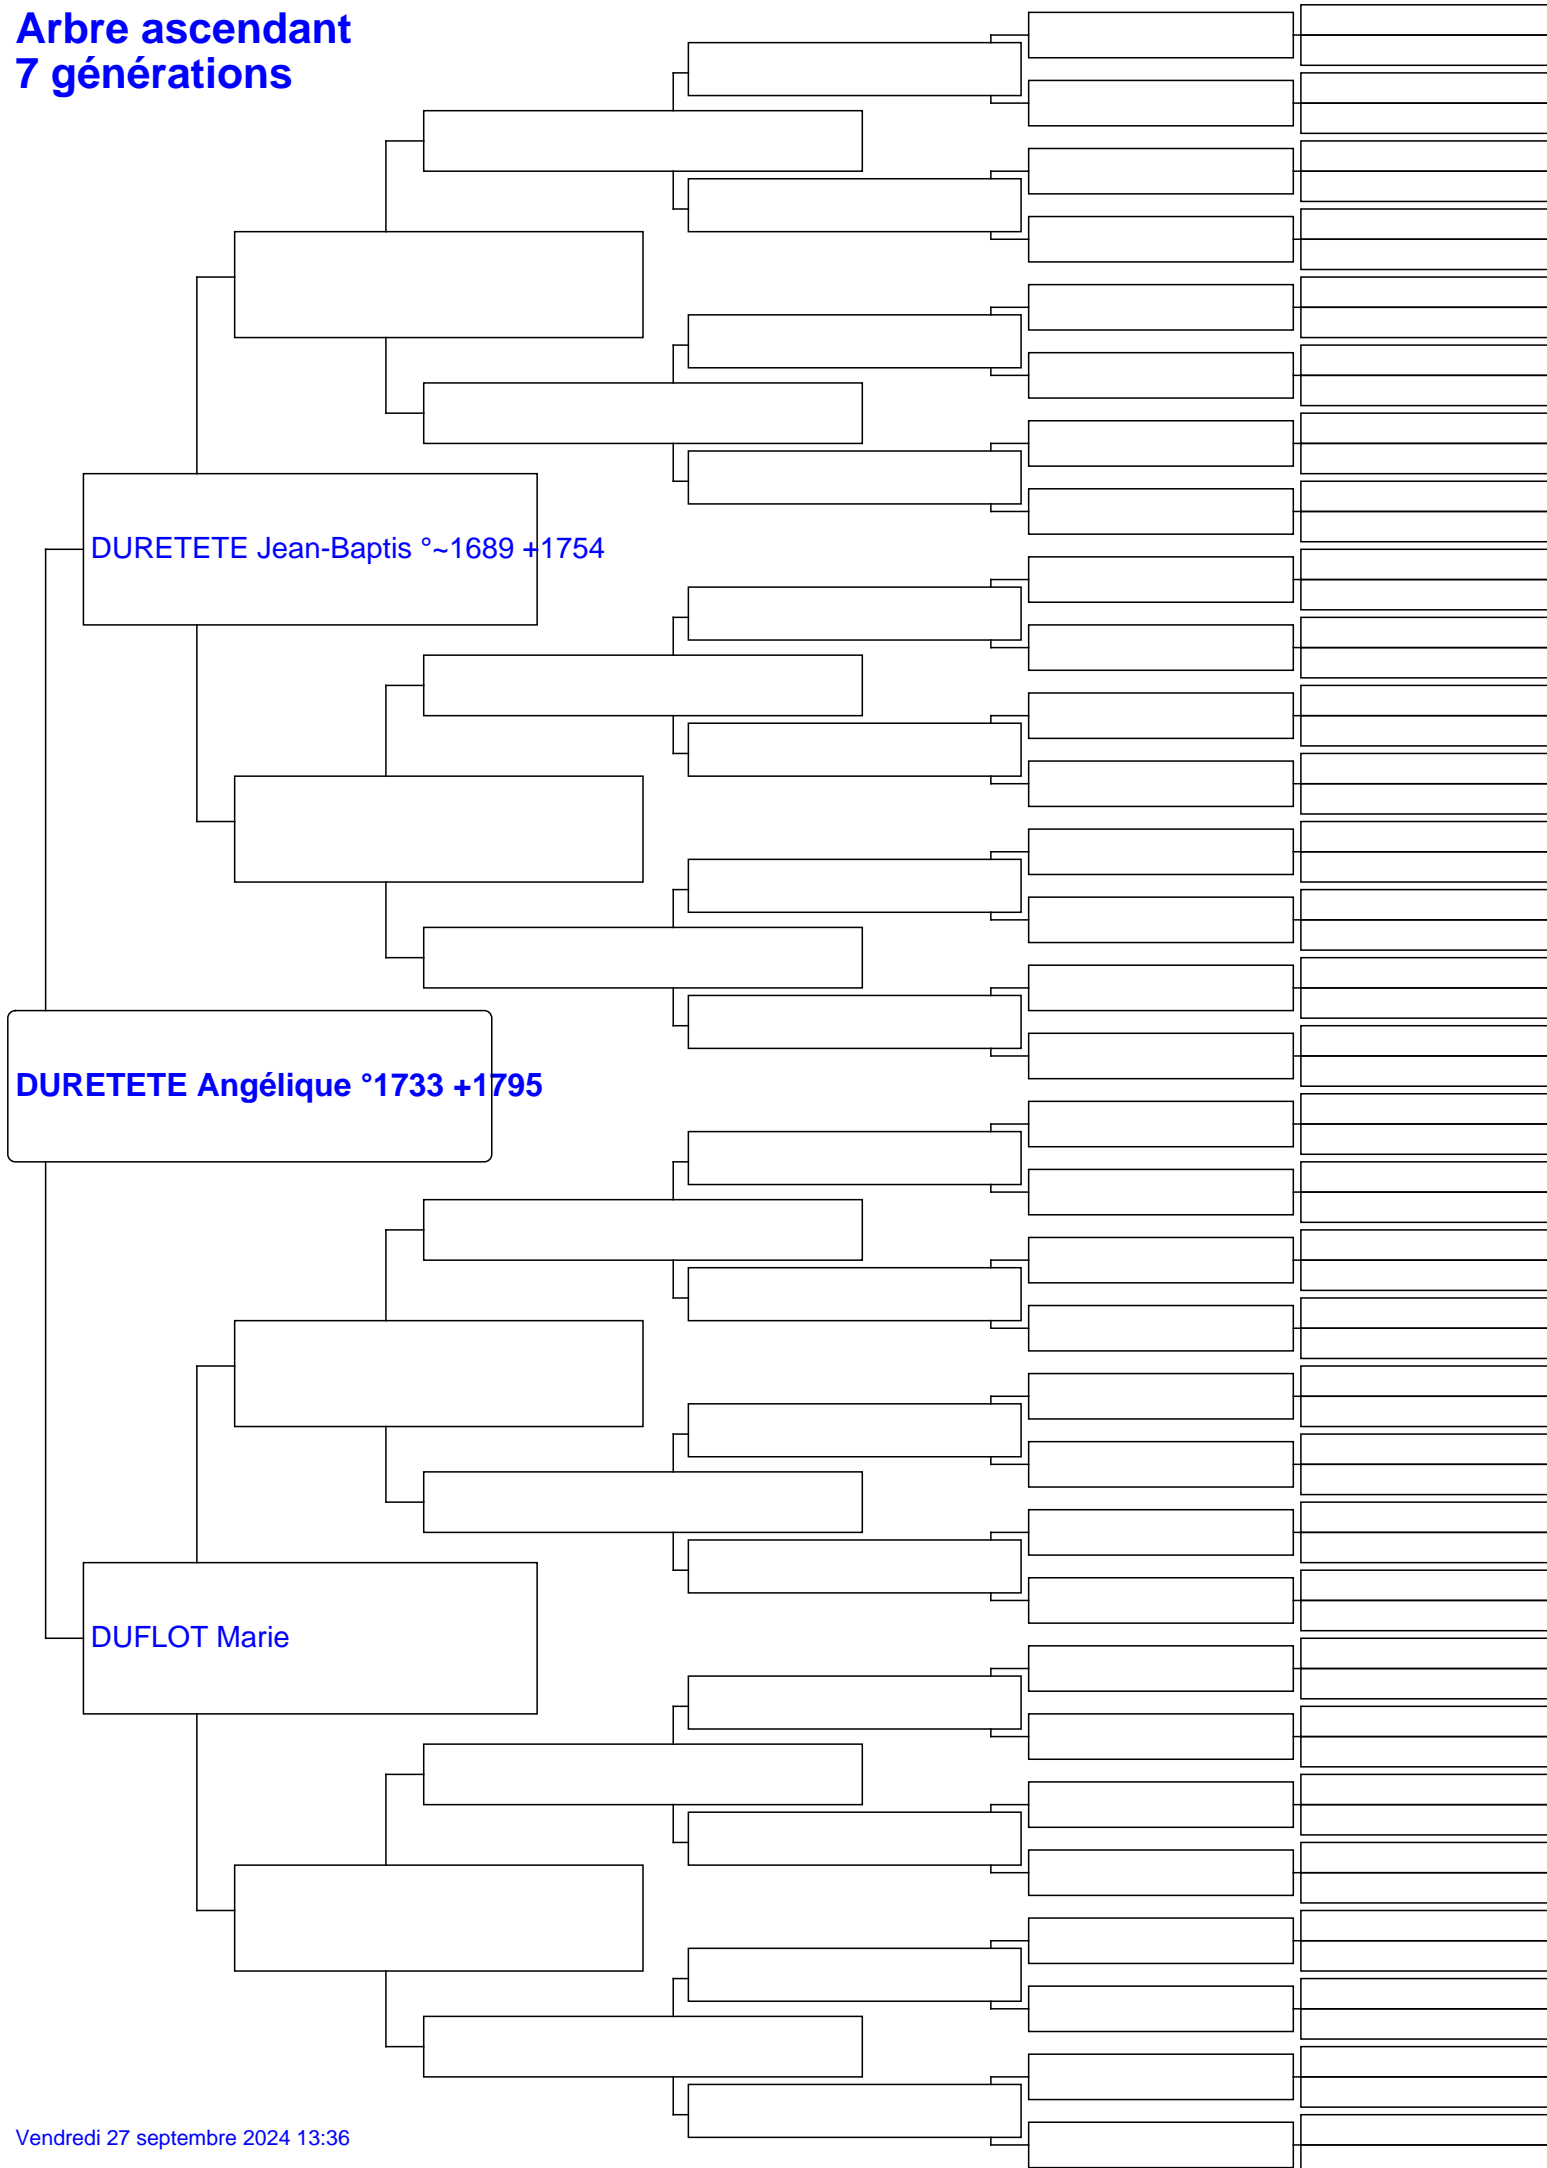 Arbre ascendant
7 générations
DURETETE Jean-Baptis °~1689 +1754
DURETETE Angélique °1733 +1795
DUFLOT Marie
Vendredi 27 septembre 2024 13:36